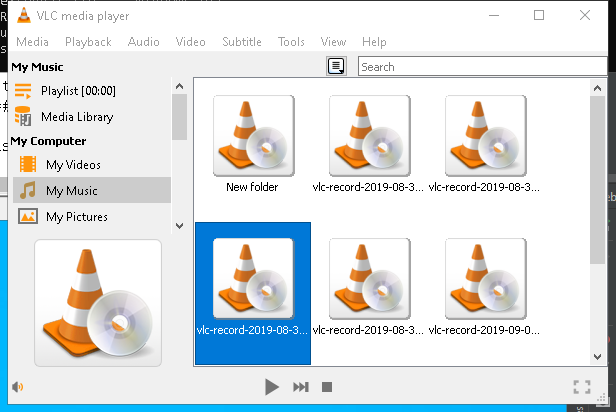 VLC media player
Media Playback Audio Video Subtitle Tools View Help
My Music
Search
Playlist [00:00]
Media Library
My Computer
My Videos
My Music
My Pictures
New folder
vlc-record-2019-08-3...
vlc-record-2019-08-3...
vlc-record-2019-08-3...
vlc-record-2019-08-3...
vlc-record-2019-09-0...